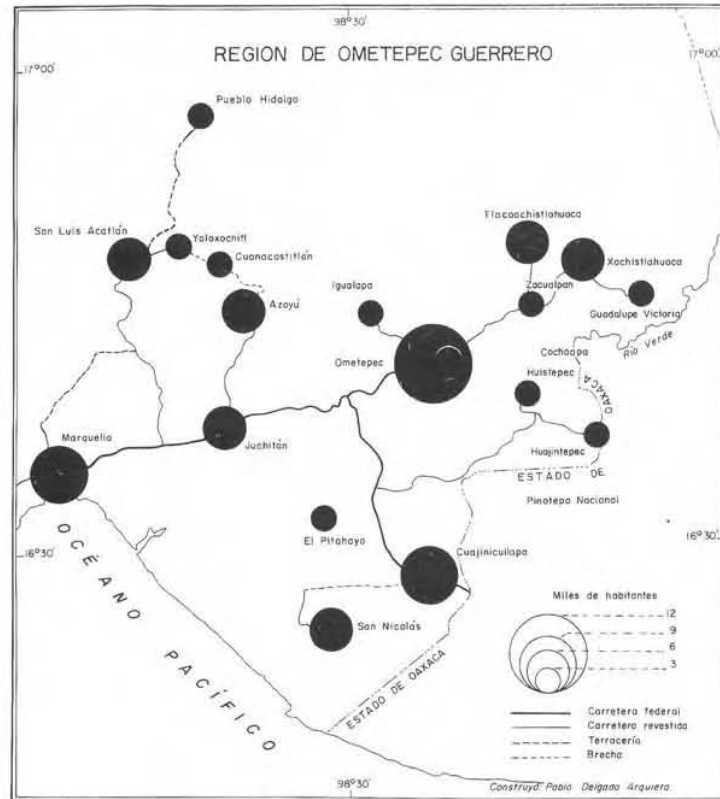 98°30'
REGION DE OMETEPEC GUERRERO
17°00'
17°00'
Pueblo Hidalgo
San Luis Acatlán
Yoloxochitl
Cuanacastitlán
Azoyú
Tlacoachistlahuaca
Xochistlahuaca
Igualapa
Zacualpan
Guadalupe Victoria
Ometepec
Cochoapa
Río Verde
Huistepec
OAXACA
Marquelia
Juchitán
Huajintepec
ESTADO DE
Pinotepa Nacional
16°30'
16°30'
El Pitahayo
Cuajinicuilapa
San Nicolás
OCÉANO PACÍFICO
ESTADO DE OAXACA
Miles de habitantes
12
9
6
3
Carretera federal
Carretera revestida
Terracería
Brecha
98°30'
Construyó: Pablo Delgado Arquiera.